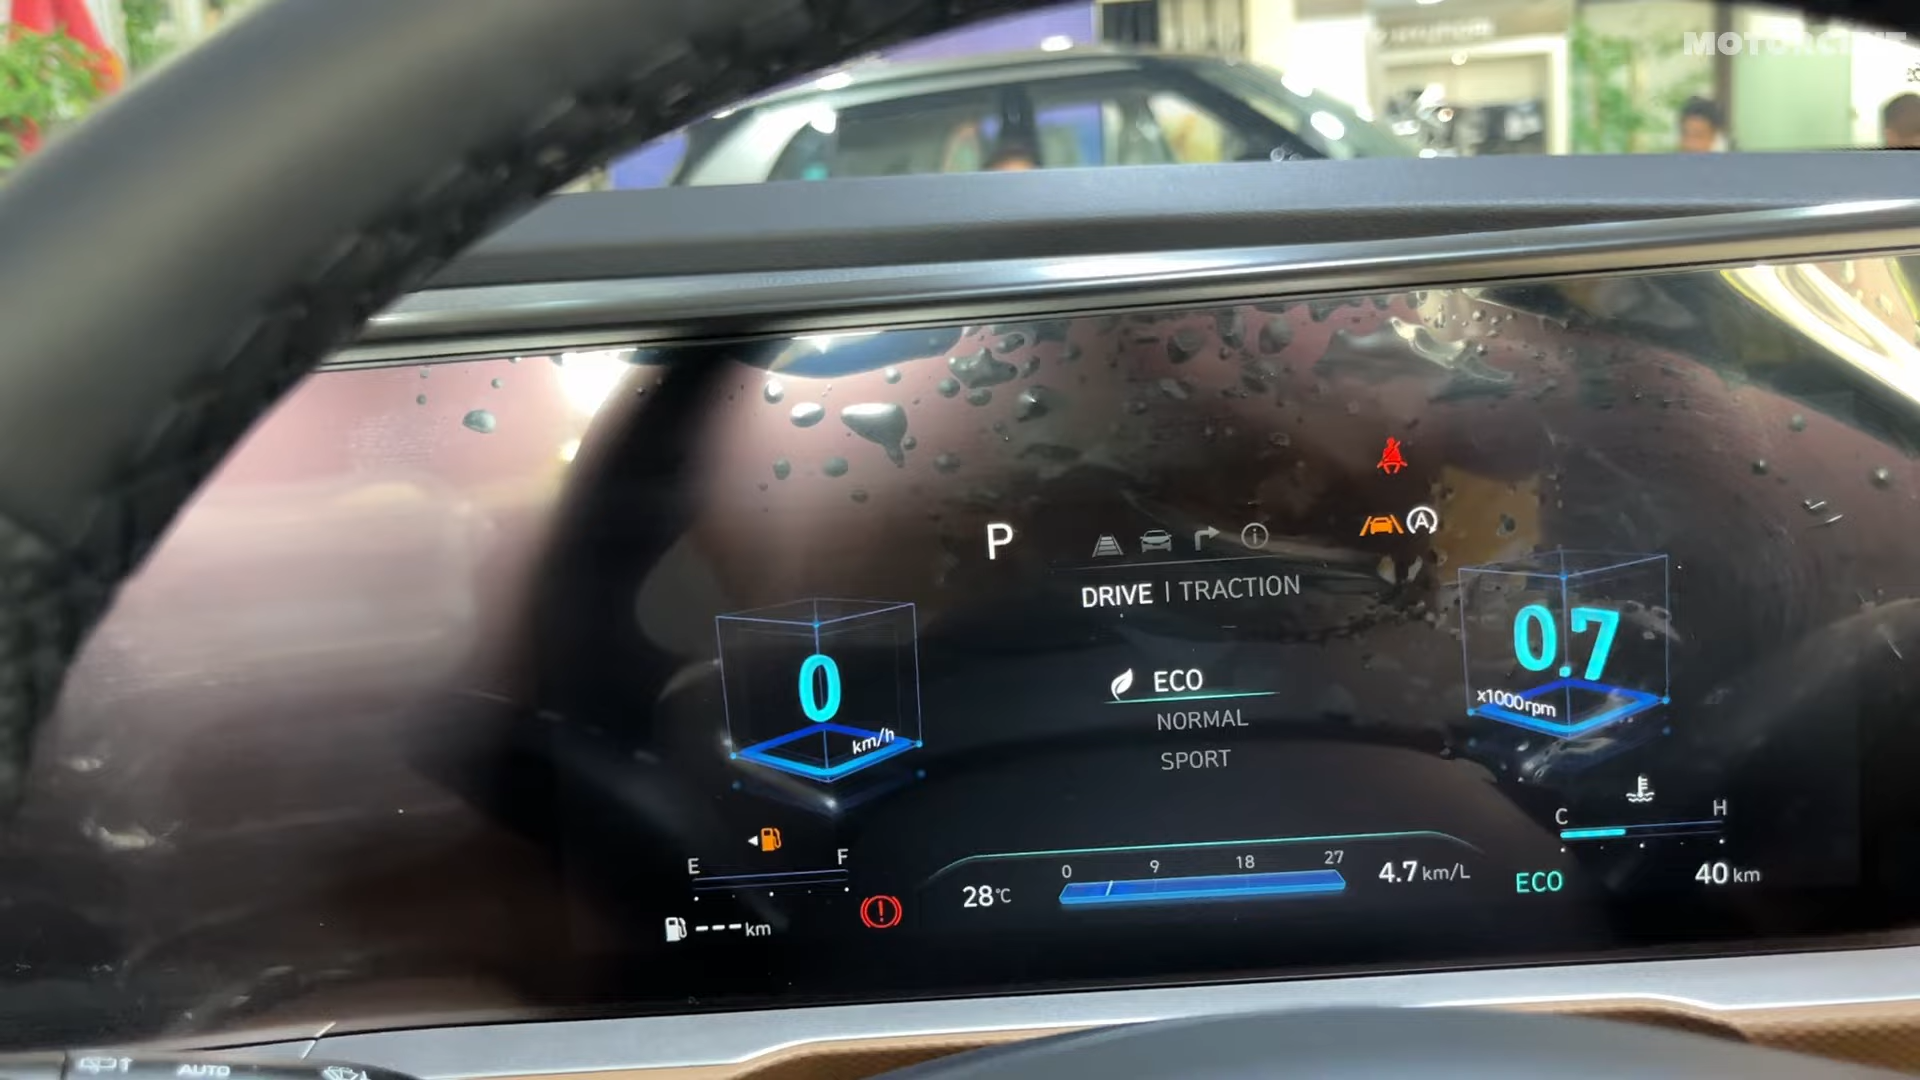 P
DRIVE | TRACTION
ECO
NORMAL
SPORT
0
km/h
0.7
x1000rpm
E F
--- km
28°C
0 9 18 27
4.7 km/L
C H
ECO
40 km
AUTO